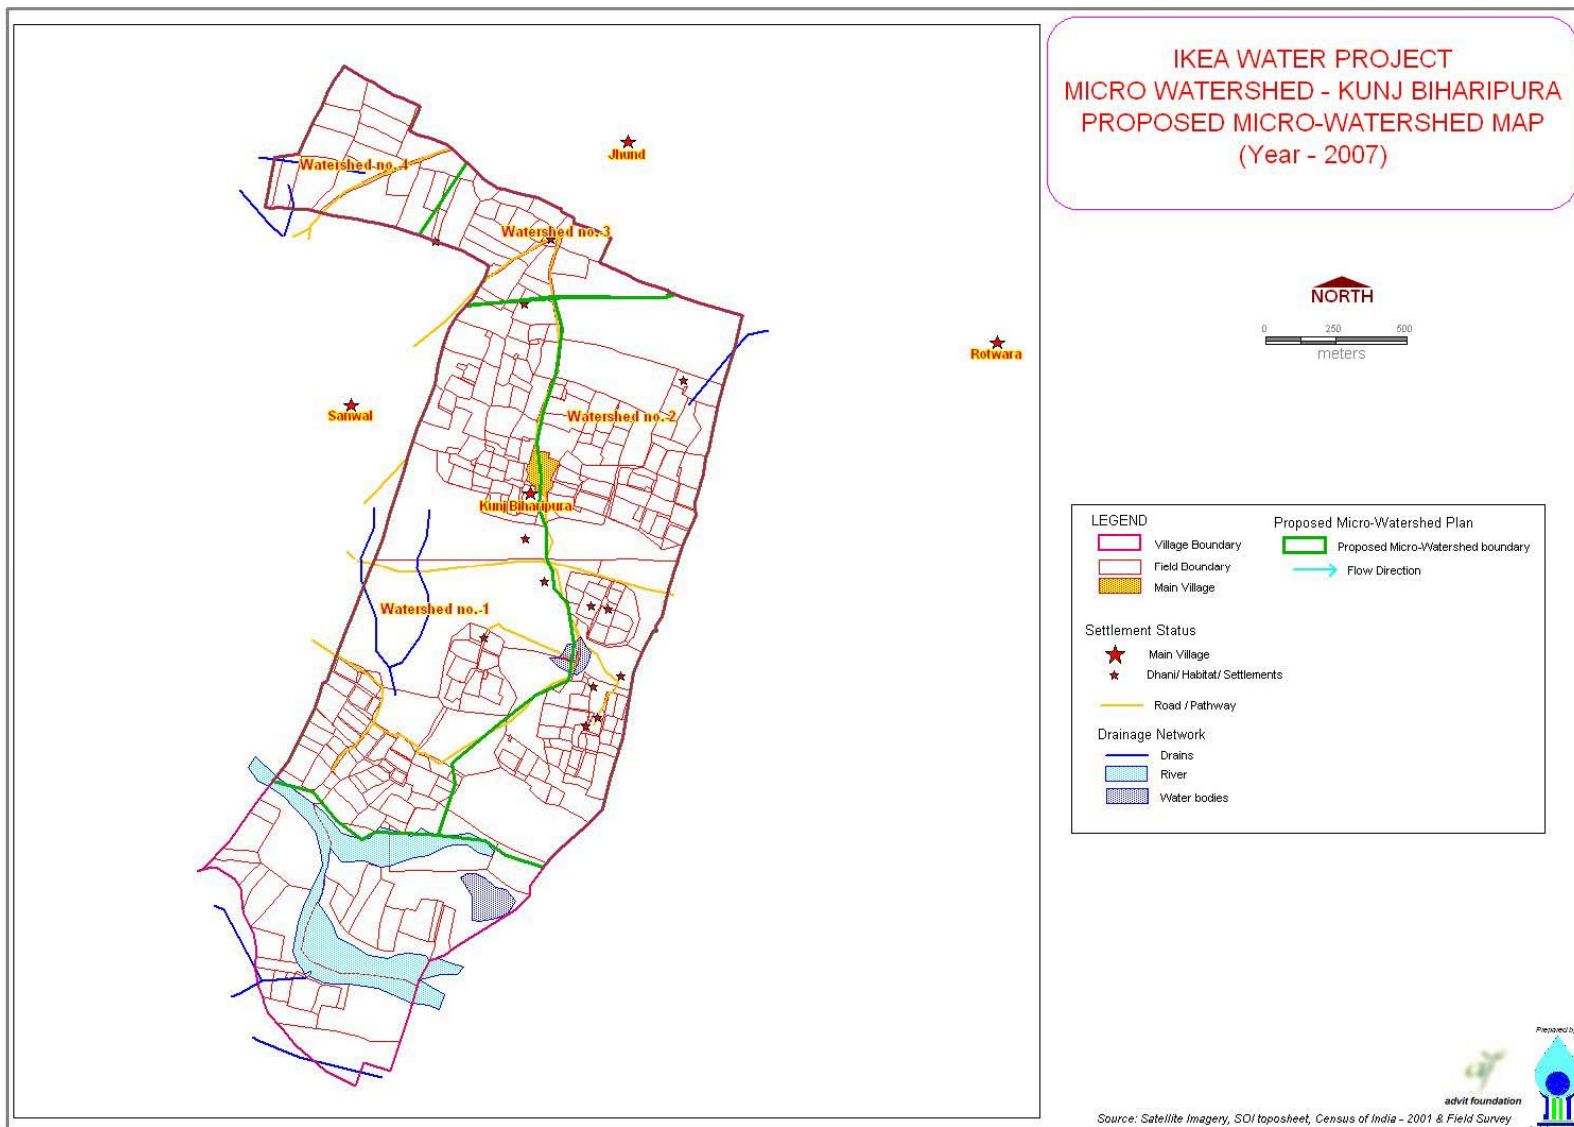 IKEA WATER PROJECT
MICRO WATERSHED - KUNJ BIHARIPURA
PROPOSED MICRO-WATERSHED MAP
(Year - 2007)
Jhund
Watershed no.-4
Watershed no.-3
NORTH
0 250 500
meters
Rotwara
Sanwal
Watershed no.-2
Kunj Biharipura
Watershed no.-1
LEGEND
Village Boundary
Field Boundary
Main Village
Proposed Micro-Watershed Plan
Proposed Micro-Watershed boundary
Flow Direction
Settlement Status
Main Village
Dhani/ Habitat/ Settlements
Road / Pathway
Drainage Network
Drains
River
Water bodies
Prepared by
advit foundation
Source: Satellite Imagery, SOI toposheet, Census of India - 2001 & Field Survey